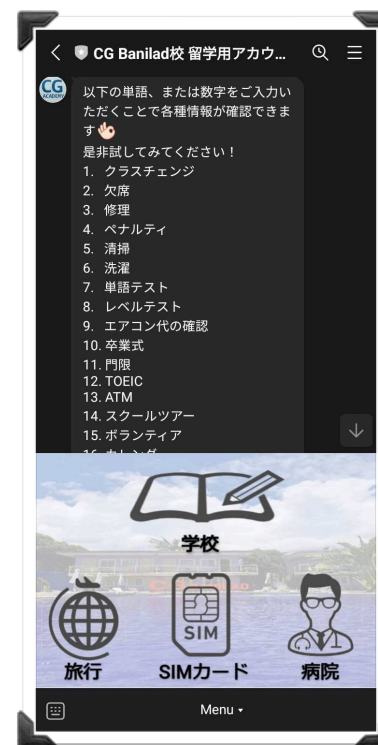 CG Banilad校 留学用アカウ...
CG
ACADEMY
以下の単語、または数字をご入力い
ただくことで各種情報が確認できま
す👌🏻
是非試してみてください！
1. クラスチェンジ
2. 欠席
3. 修理
4. ペナルティ
5. 清掃
6. 洗濯
7. 単語テスト
8. レベルテスト
9. エアコン代の確認
10. 卒業式
11. 門限
12. TOEIC
13. ATM
14. スクールツアー
15. ボランティア
学校
旅行
SIM
SIMカード
病院
Menu